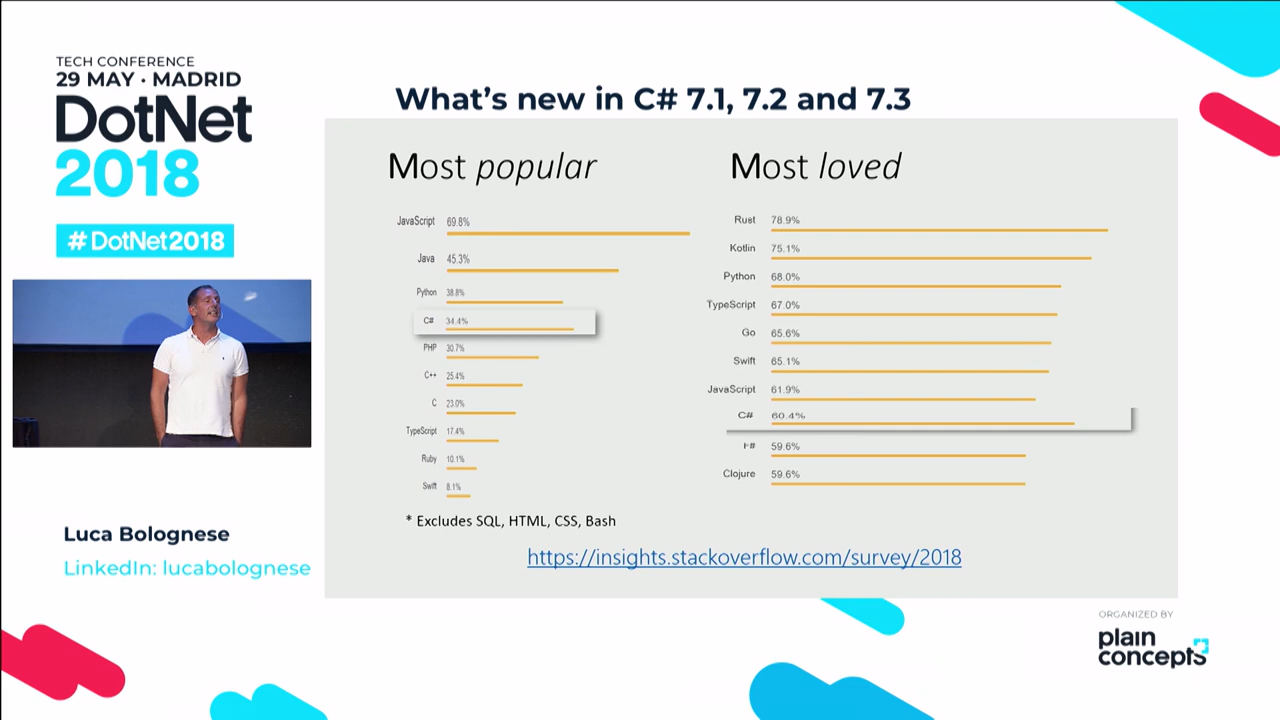 TECH CONFERENCE
29 MAY · MADRID
DotNet
2018
#DotNet2018
What's new in C# 7.1, 7.2 and 7.3
Most popular
JavaScript 69.8%
Java 45.3%
Python 38.8%
C# 34.4%
PHP 30.7%
C++ 25.4%
C 23.0%
TypeScript 17.4%
Ruby 10.1%
Swift 8.1%
* Excludes SQL, HTML, CSS, Bash
Most loved
Rust 78.9%
Kotlin 75.1%
Python 68.0%
TypeScript 67.0%
Go 65.6%
Swift 65.1%
JavaScript 61.9%
C# 60.4%
F# 59.6%
Clojure 59.6%
https://insights.stackoverflow.com/survey/2018
Luca Bolognese
LinkedIn: lucabolognese
ORGANIZED BY
plain
concepts